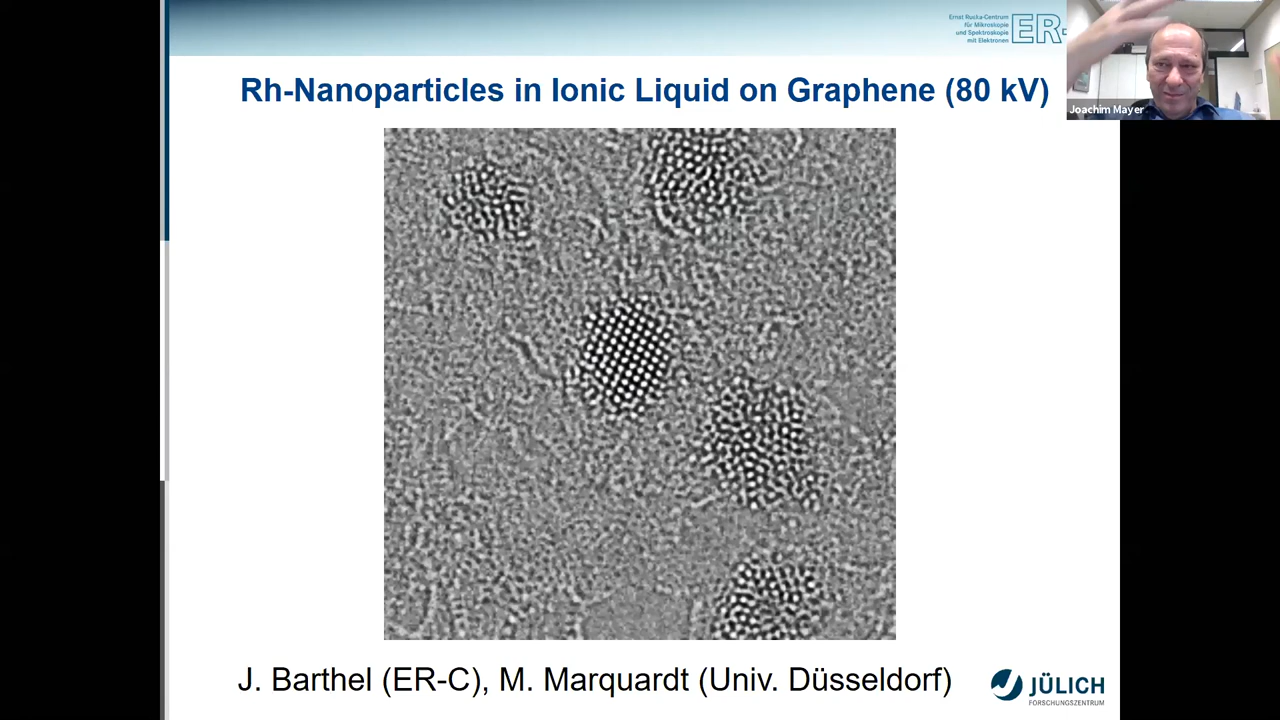 Ernst Ruska-Centrum
für Mikroskopie
und Spektroskopie
mit Elektronen
ER-
Joachim Mayer
Rh-Nanoparticles in Ionic Liquid on Graphene (80 kV)
J. Barthel (ER-C), M. Marquardt (Univ. Düsseldorf)
JÜLICH
FORSCHUNGSZENTRUM